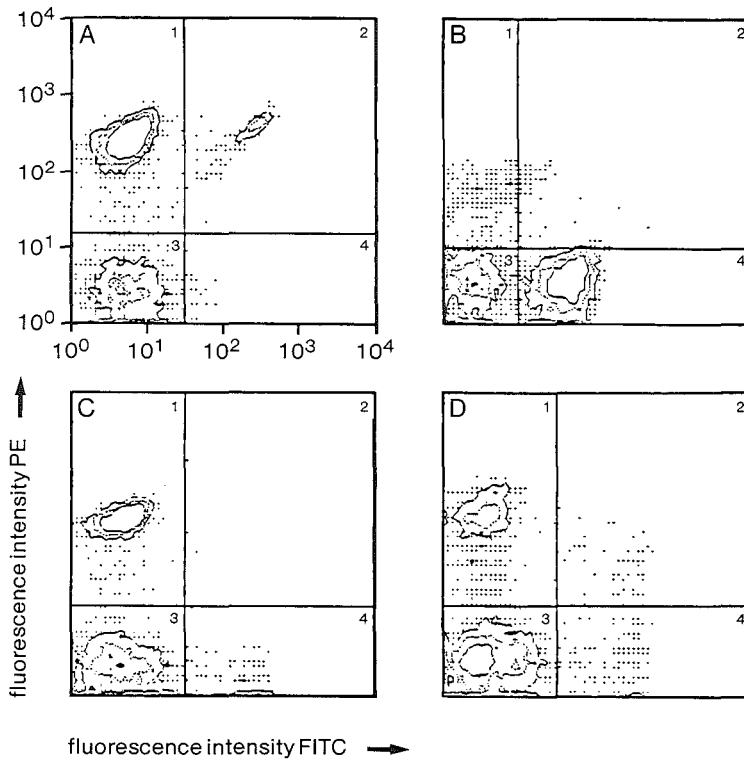 10⁴
10³
10²
10¹
10⁰
A 1 2
3 4
10⁰ 10¹ 10² 10³ 10⁴
B 1 2
3 4
C 1 2
3 4
D 1 2
3 4
fluorescence intensity PE
fluorescence intensity FITC